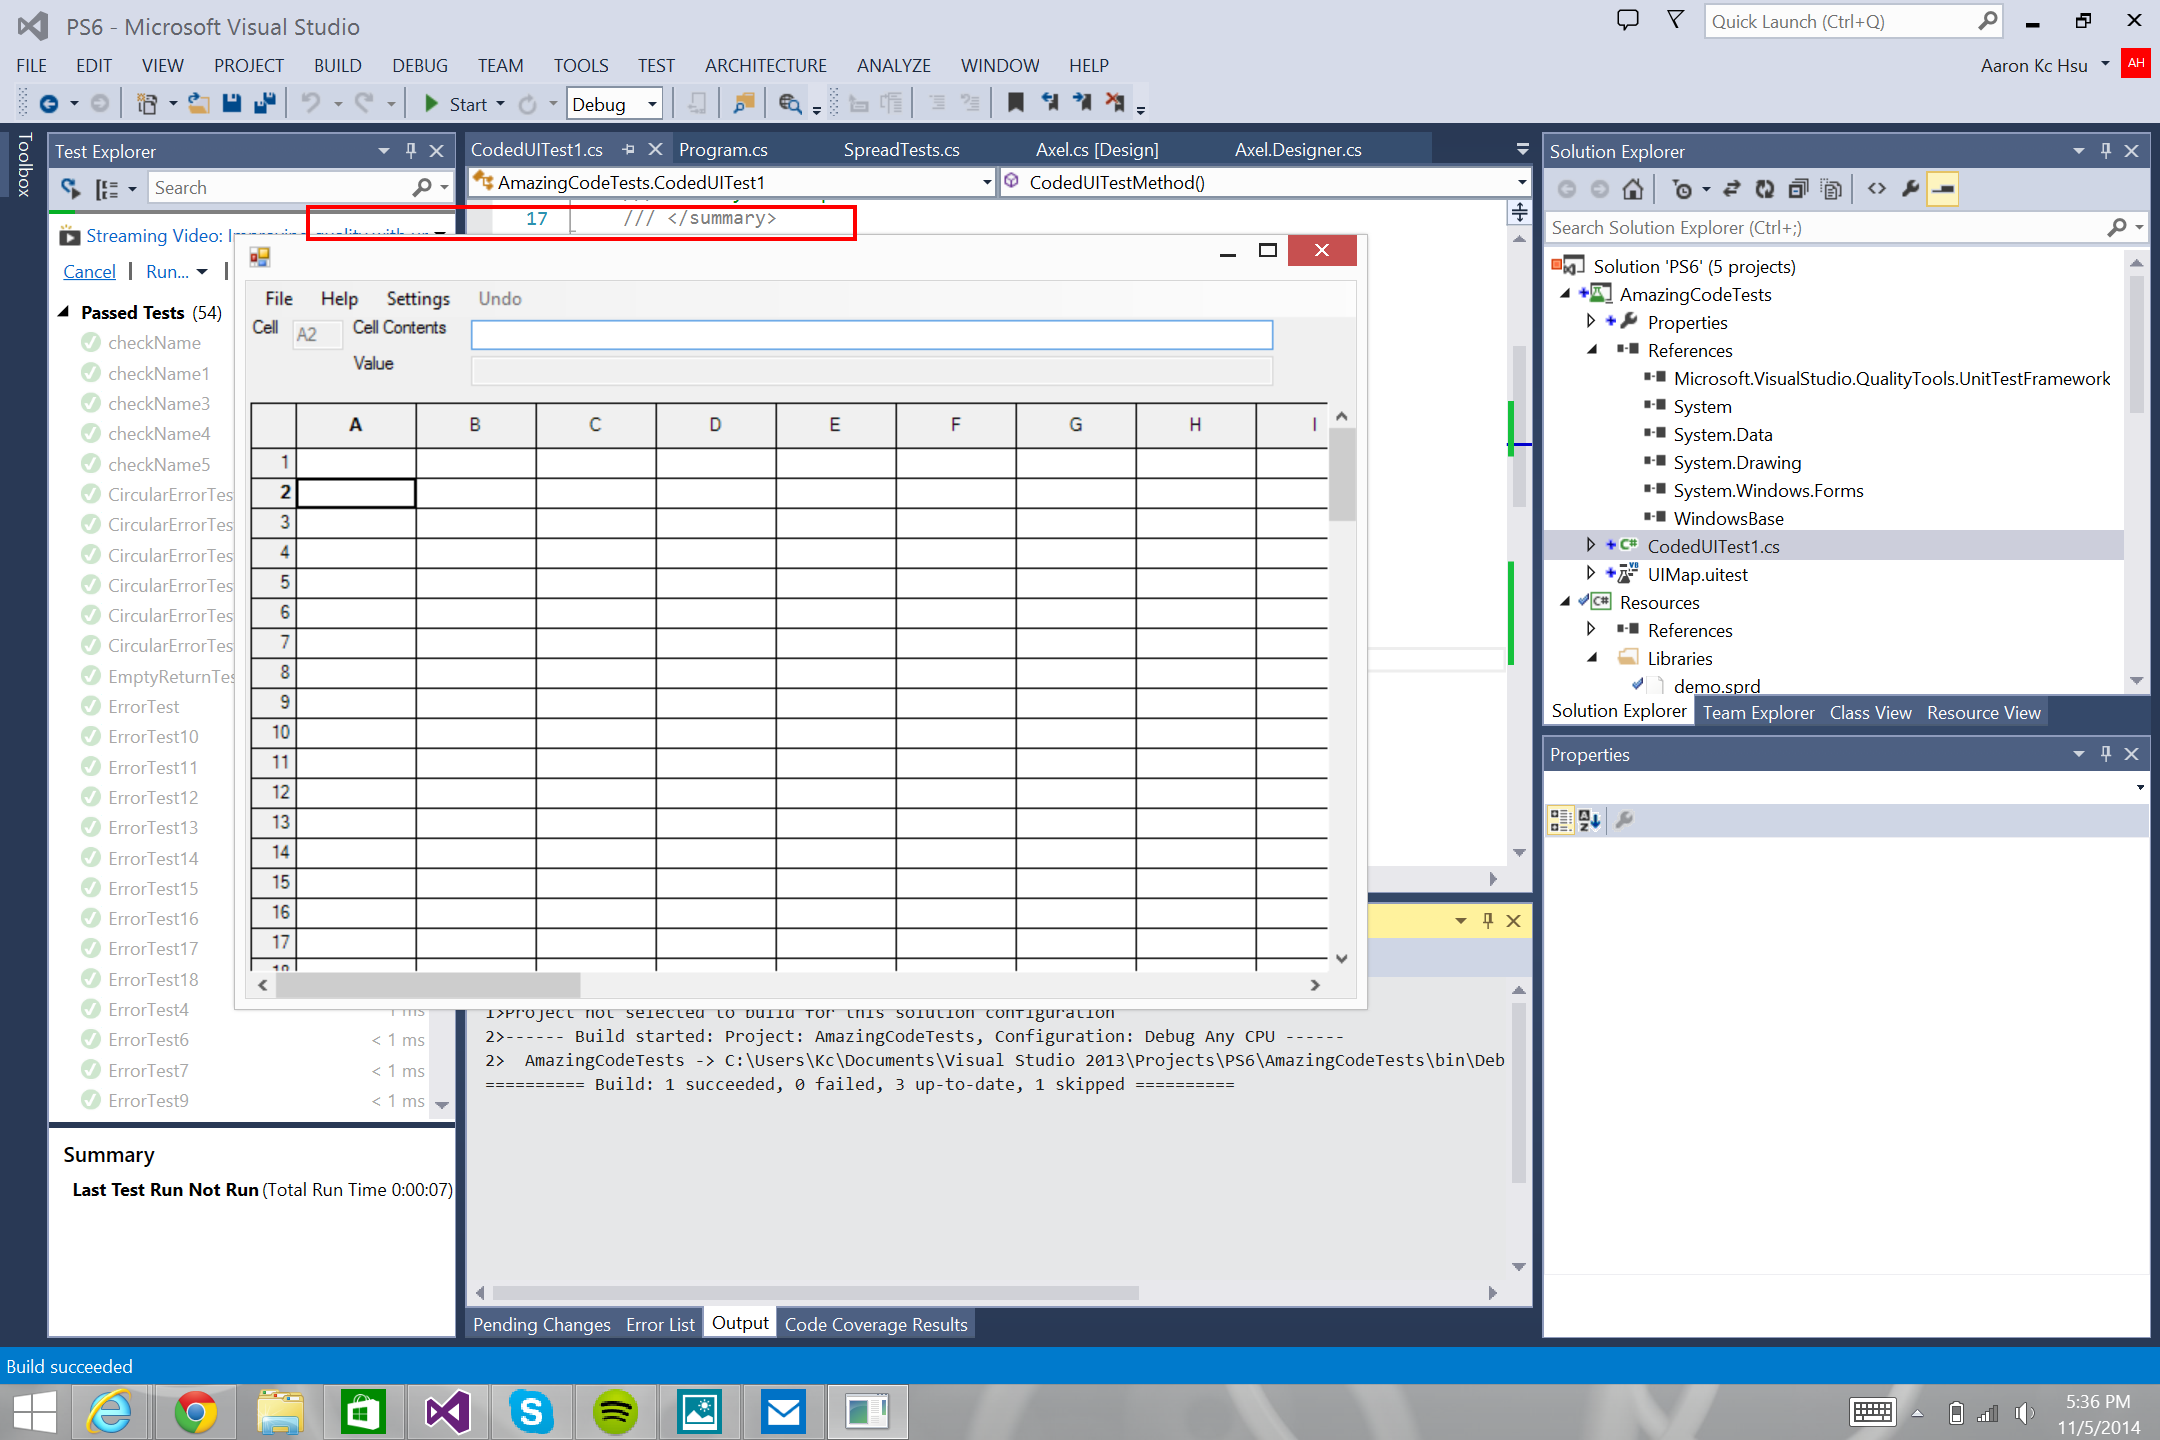 PS6 - Microsoft Visual Studio
Quick Launch (Ctrl+Q)
FILE EDIT VIEW PROJECT BUILD DEBUG TEAM TOOLS TEST ARCHITECTURE ANALYZE WINDOW HELP
Aaron Kc Hsu AH
Start Debug
Toolbox
Test Explorer
Search
Streaming Video: Improving quality with
Cancel | Run... |
Passed Tests (54)
checkName
checkName1
checkName3
checkName4
checkName5
CircularErrorTes
CircularErrorTes
CircularErrorTes
CircularErrorTes
CircularErrorTes
CircularErrorTes
EmptyReturnTes
ErrorTest
ErrorTest10
ErrorTest11
ErrorTest12
ErrorTest13
ErrorTest14
ErrorTest15
ErrorTest16
ErrorTest17
ErrorTest18
ErrorTest4 1 ms
ErrorTest6 < 1 ms
ErrorTest7 < 1 ms
ErrorTest9 < 1 ms
Summary
Last Test Run Not Run (Total Run Time 0:00:07)
CodedUITest1.cs Program.cs SpreadTests.cs Axel.cs [Design] Axel.Designer.cs
AmazingCodeTests.CodedUITest1 CodedUITestMethod()
17 /// </summary>
File Help Settings Undo
Cell A2 Cell Contents
Value
A B C D E F G H I
1
2
3
4
5
6
7
8
9
10
11
12
13
14
15
16
17
18
1>Project not selected to build for this solution configuration
2>------ Build started: Project: AmazingCodeTests, Configuration: Debug Any CPU ------
2> AmazingCodeTests -> C:\Users\Kc\Documents\Visual Studio 2013\Projects\PS6\AmazingCodeTests\bin\Deb
========== Build: 1 succeeded, 0 failed, 3 up-to-date, 1 skipped ==========
Pending Changes Error List Output Code Coverage Results
Solution Explorer
Search Solution Explorer (Ctrl+;)
Solution 'PS6' (5 projects)
AmazingCodeTests
Properties
References
Microsoft.VisualStudio.QualityTools.UnitTestFramework
System
System.Data
System.Drawing
System.Windows.Forms
WindowsBase
CodedUITest1.cs
UIMap.uitest
Resources
References
Libraries
demo.sprd
Solution Explorer Team Explorer Class View Resource View
Properties
Build succeeded
5:36 PM
11/5/2014